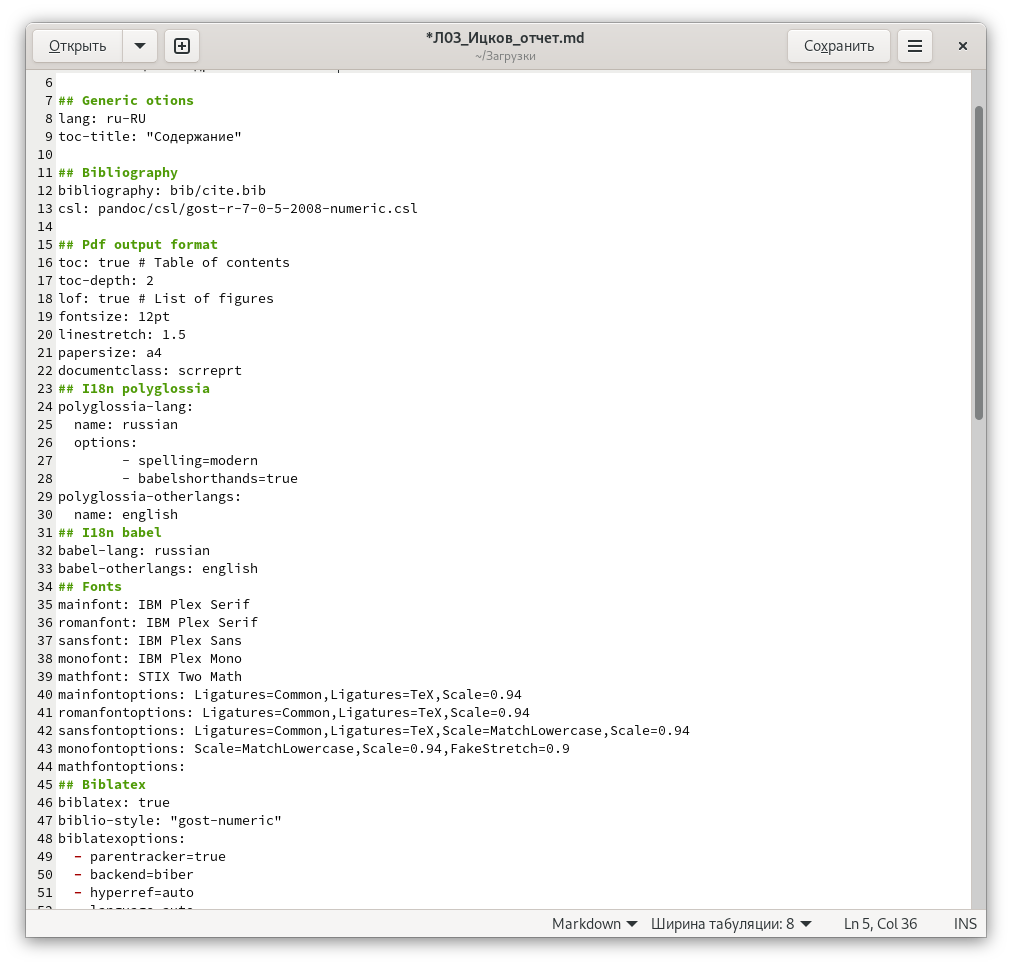 Открыть
*Л03_Ицков_отчет.md
~/Загрузки
Сохранить
6
7 ## Generic otions
8 lang: ru-RU
9 toc-title: "Содержание"
10
11 ## Bibliography
12 bibliography: bib/cite.bib
13 csl: pandoc/csl/gost-r-7-0-5-2008-numeric.csl
14
15 ## Pdf output format
16 toc: true # Table of contents
17 toc-depth: 2
18 lof: true # List of figures
19 fontsize: 12pt
20 linestretch: 1.5
21 papersize: a4
22 documentclass: scrreprt
23 ## I18n polyglossia
24 polyglossia-lang:
25   name: russian
26   options:
27         - spelling=modern
28         - babelshorthands=true
29 polyglossia-otherlangs:
30   name: english
31 ## I18n babel
32 babel-lang: russian
33 babel-otherlangs: english
34 ## Fonts
35 mainfont: IBM Plex Serif
36 romanfont: IBM Plex Serif
37 sansfont: IBM Plex Sans
38 monofont: IBM Plex Mono
39 mathfont: STIX Two Math
40 mainfontoptions: Ligatures=Common,Ligatures=TeX,Scale=0.94
41 romanfontoptions: Ligatures=Common,Ligatures=TeX,Scale=0.94
42 sansfontoptions: Ligatures=Common,Ligatures=TeX,Scale=MatchLowercase,Scale=0.94
43 monofontoptions: Scale=MatchLowercase,Scale=0.94,FakeStretch=0.9
44 mathfontoptions:
45 ## Biblatex
46 biblatex: true
47 biblio-style: "gost-numeric"
48 biblatexoptions:
49   - parentracker=true
50   - backend=biber
51   - hyperref=auto
Markdown Ширина табуляции: 8 Ln 5, Col 36 INS